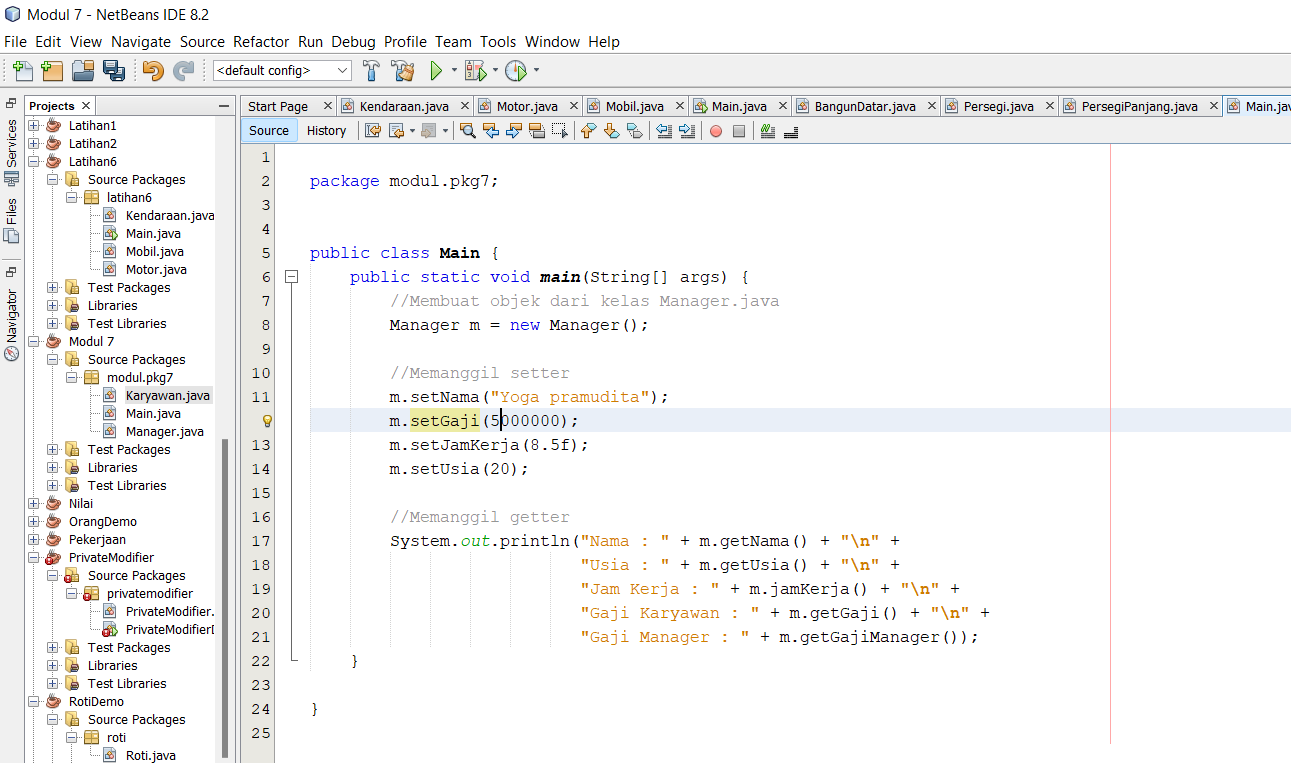 Modul 7 - NetBeans IDE 8.2
File Edit View Navigate Source Refactor Run Debug Profile Team Tools Window Help
<default config>
Projects
Start Page
Kendaraan.java
Motor.java
Mobil.java
Main.java
BangunDatar.java
Persegi.java
PersegiPanjang.java
Main.jav
Source
History
Services
Files
Navigator
Latihan1
Latihan2
Latihan6
Source Packages
latihan6
Kendaraan.java
Main.java
Mobil.java
Motor.java
Test Packages
Libraries
Test Libraries
Modul 7
Source Packages
modul.pkg7
Karyawan.java
Main.java
Manager.java
Test Packages
Libraries
Test Libraries
Nilai
OrangDemo
Pekerjaan
PrivateModifier
Source Packages
privatemodifier
PrivateModifier.
PrivateModifierD
Test Packages
Libraries
Test Libraries
RotiDemo
Source Packages
roti
Roti.java
1
2 package modul.pkg7;
3
4
5 public class Main {
6 public static void main(String[] args) {
7 //Membuat objek dari kelas Manager.java
8 Manager m = new Manager();
9
10 //Memanggil setter
11 m.setNama("Yoga pramudita");
m.setGaji(5000000);
13 m.setJamKerja(8.5f);
14 m.setUsia(20);
15
16 //Memanggil getter
17 System.out.println("Nama : " + m.getNama() + "\n" +
18 "Usia : " + m.getUsia() + "\n" +
19 "Jam Kerja : " + m.jamKerja() + "\n" +
20 "Gaji Karyawan : " + m.getGaji() + "\n" +
21 "Gaji Manager : " + m.getGajiManager());
22 }
23
24 }
25